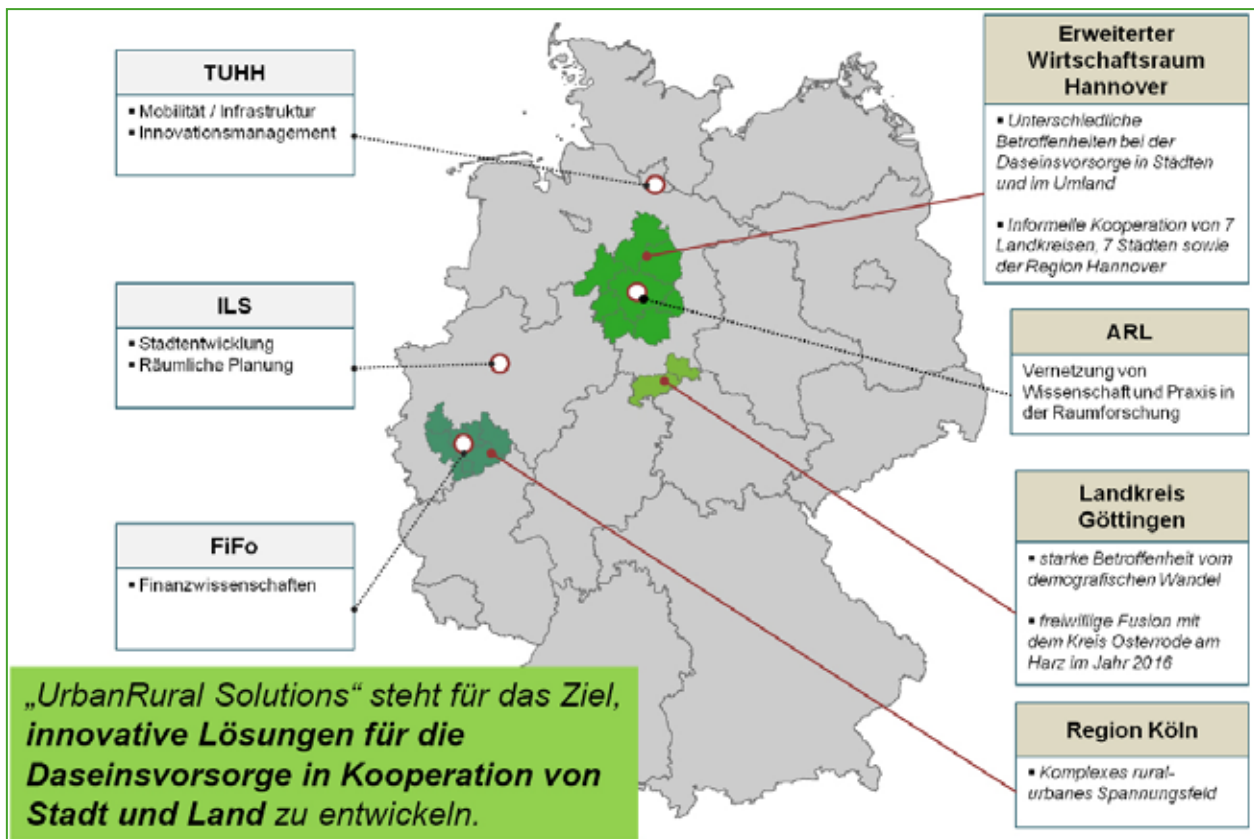 TUHH
▪ Mobilität / Infrastruktur
▪ Innovationsmanagement
ILS
▪ Stadtentwicklung
▪ Räumliche Planung
FiFo
▪ Finanzwissenschaften
„UrbanRural Solutions“ steht für das Ziel,
innovative Lösungen für die
Daseinsvorsorge in Kooperation von
Stadt und Land zu entwickeln.
Erweiterter
Wirtschaftsraum
Hannover
▪ Unterschiedliche
Betroffenheiten bei der
Daseinsvorsorge in Städten
und im Umland
▪ Informelle Kooperation von 7
Landkreisen, 7 Städten sowie
der Region Hannover
ARL
Vernetzung von
Wissenschaft und Praxis in
der Raumforschung
Landkreis
Göttingen
▪ starke Betroffenheit vom
demografischen Wandel
▪ freiwillige Fusion mit
dem Kreis Osterrode am
Harz im Jahr 2016
Region Köln
▪ Komplexes rural-
urbanes Spannungsfeld